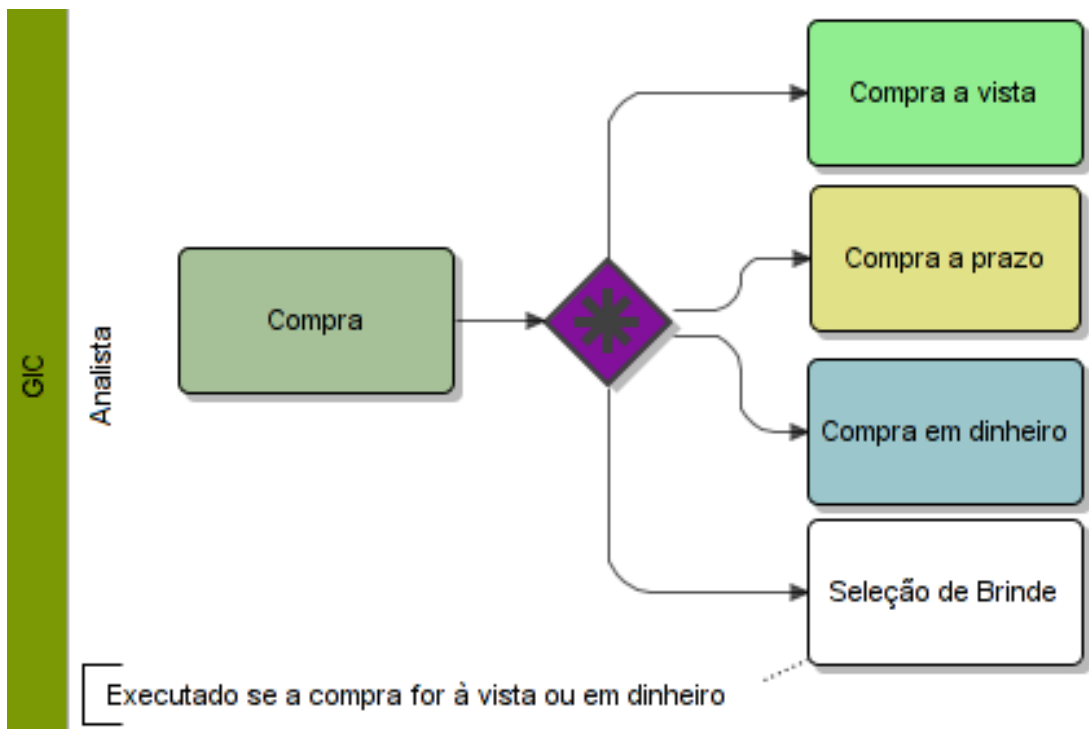 GIC
Analista
Compra
Compra a vista
Compra a prazo
Compra em dinheiro
Seleção de Brinde
Executado se a compra for à vista ou em dinheiro